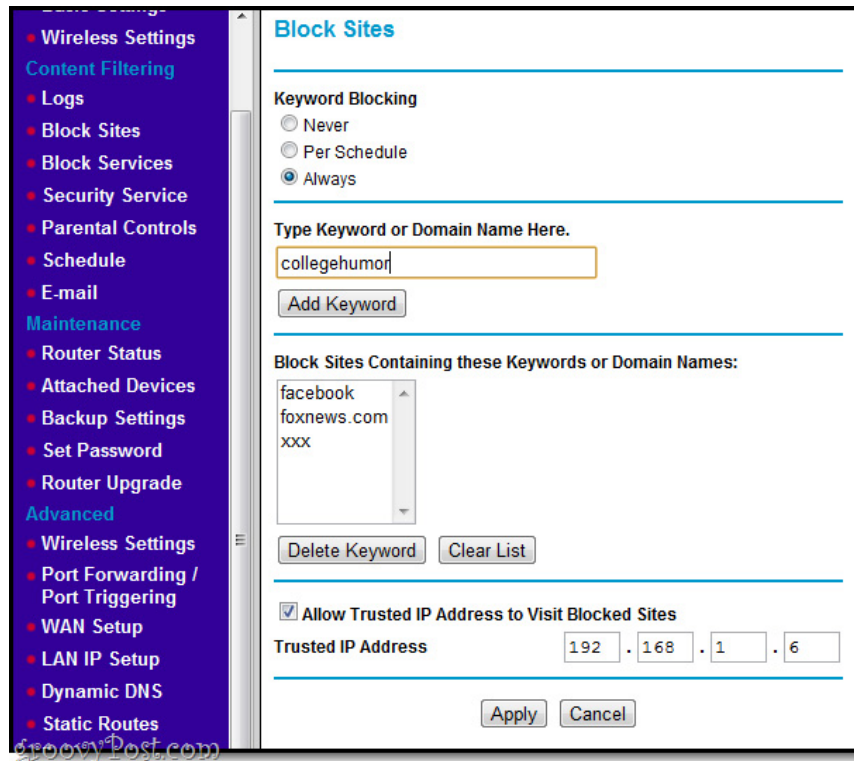 Basic Settings
Wireless Settings
Content Filtering
Logs
Block Sites
Block Services
Security Service
Parental Controls
Schedule
E-mail
Maintenance
Router Status
Attached Devices
Backup Settings
Set Password
Router Upgrade
Advanced
Wireless Settings
Port Forwarding /
Port Triggering
WAN Setup
LAN IP Setup
Dynamic DNS
Static Routes
Block Sites
Keyword Blocking
Never
Per Schedule
Always
Type Keyword or Domain Name Here.
collegehumor
Add Keyword
Block Sites Containing these Keywords or Domain Names:
facebook
foxnews.com
xxx
Delete Keyword Clear List
Allow Trusted IP Address to Visit Blocked Sites
Trusted IP Address 192 . 168 . 1 . 6
Apply Cancel
groovyPost.com